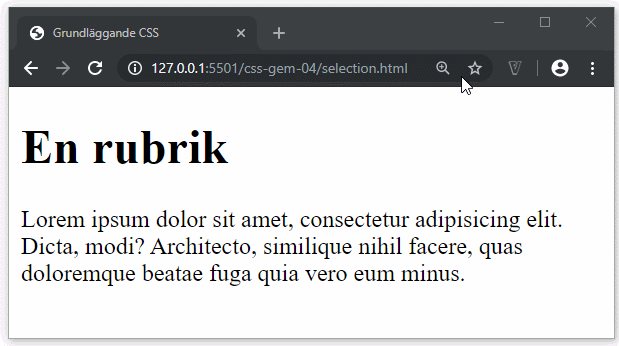 Grundläggande CSS
127.0.0.1:5501/css-gem-04/selection.html
En rubrik
Lorem ipsum dolor sit amet, consectetur adipisicing elit.
Dicta, modi? Architecto, similique nihil facere, quas
doloremque beatae fuga quia vero eum minus.